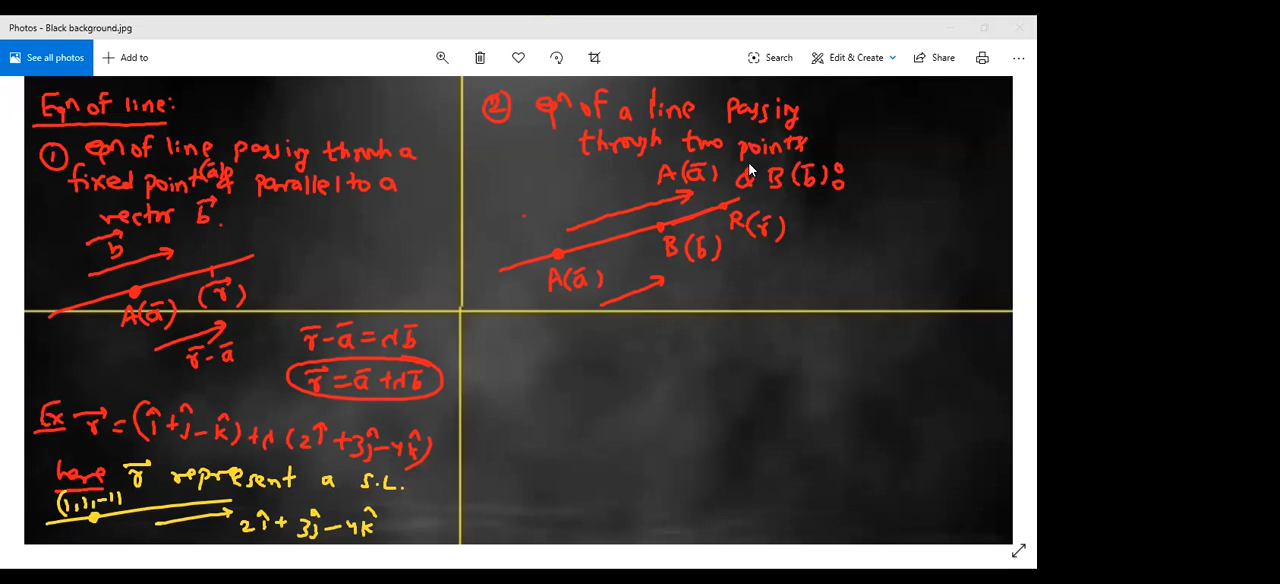 Photos - Black background.jpg
See all photos
Add to
Search
Edit & Create
Share
Eqn of line:
① eqn of line passing through a
fixed point (a̅) & parallel to a
vector b⃗.
b⃗
(r⃗)
A(a̅)
r̅ - a̅
r̅ - a̅ = λb̅
r⃗ = a̅ + λb̅
Ex r⃗ = (î + ĵ - k̂) + λ (2î + 3ĵ - 4k̂)
here r⃗ represent a S.L.
(1,1,-1)
2î + 3ĵ - 4k̂
② eqn of a line passing
through two points
A(a̅) & B(b̅):
R(r̅)
B(b̅)
A(a̅)